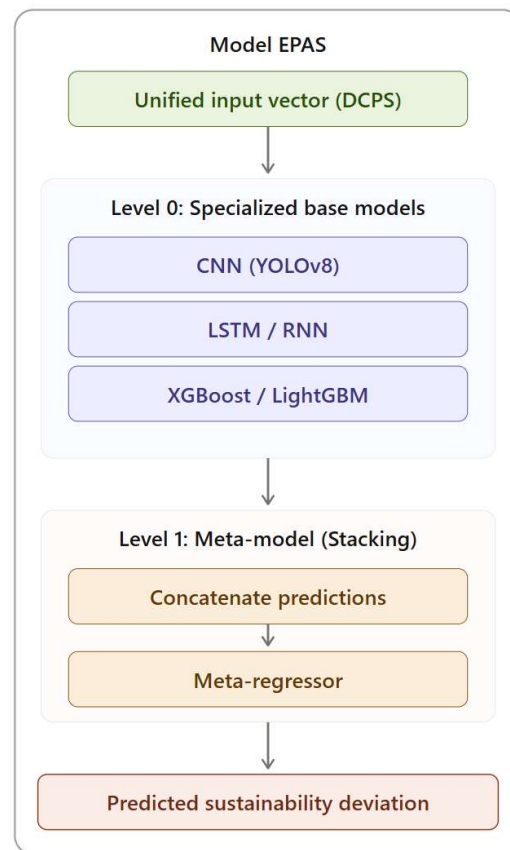 Model EPAS
Unified input vector (DCPS)
Level 0: Specialized base models
CNN (YOLOv8)
LSTM / RNN
XGBoost / LightGBM
Level 1: Meta-model (Stacking)
Concatenate predictions
Meta-regressor
Predicted sustainability deviation